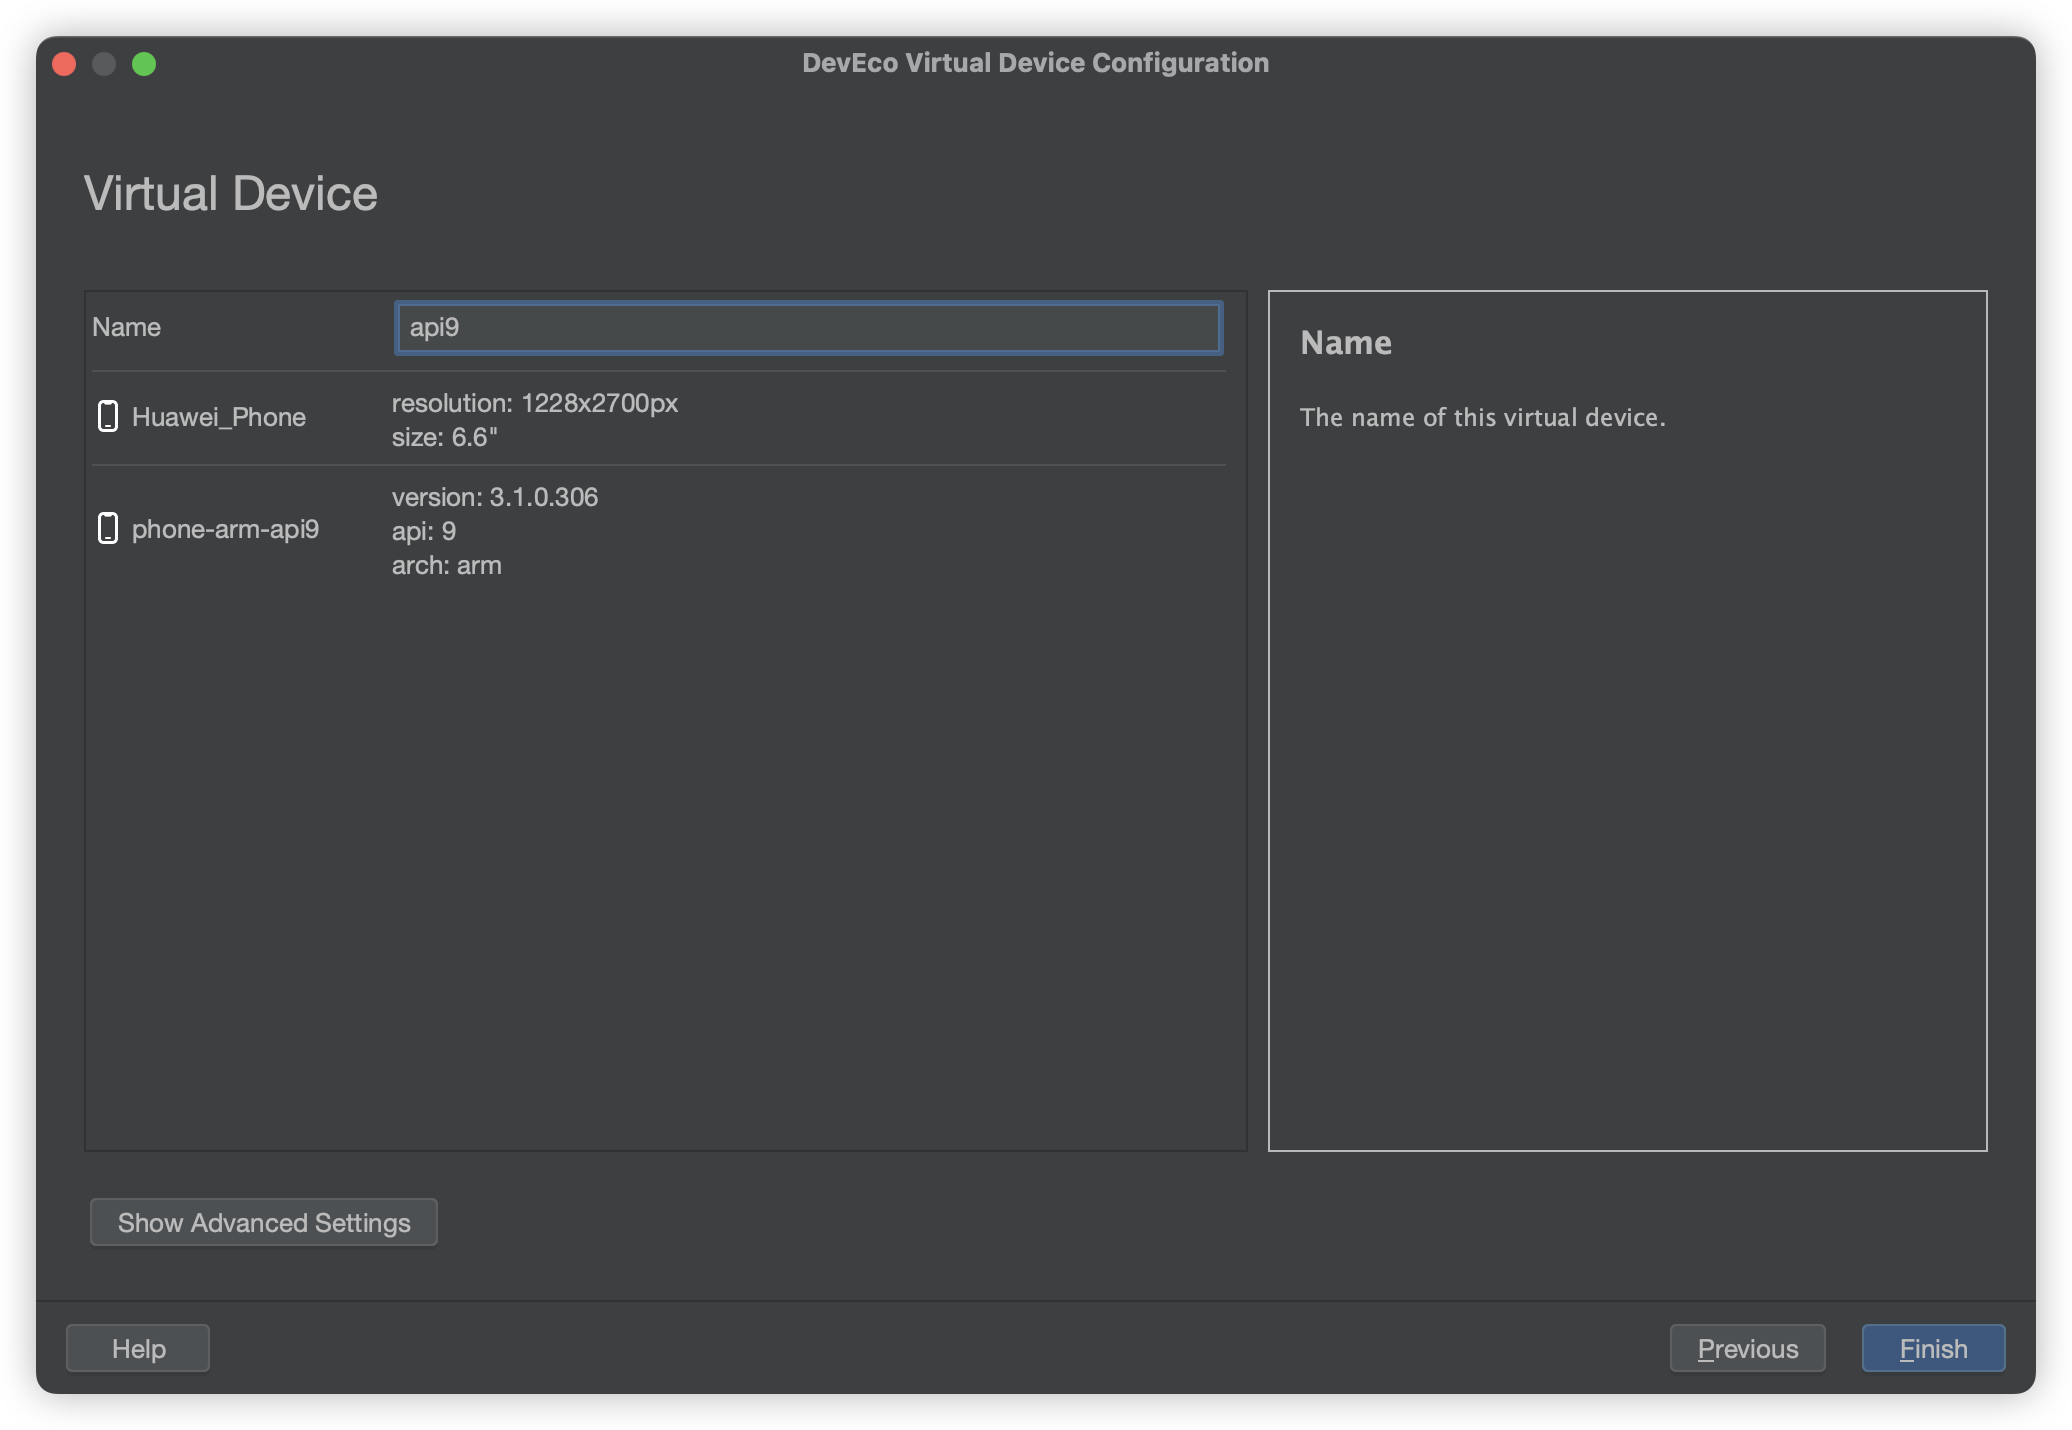 DevEco Virtual Device Configuration
Virtual Device
Name
api9
Huawei_Phone
resolution: 1228x2700px
size: 6.6"
phone-arm-api9
version: 3.1.0.306
api: 9
arch: arm
Name
The name of this virtual device.
Show Advanced Settings
Help
Previous
Finish